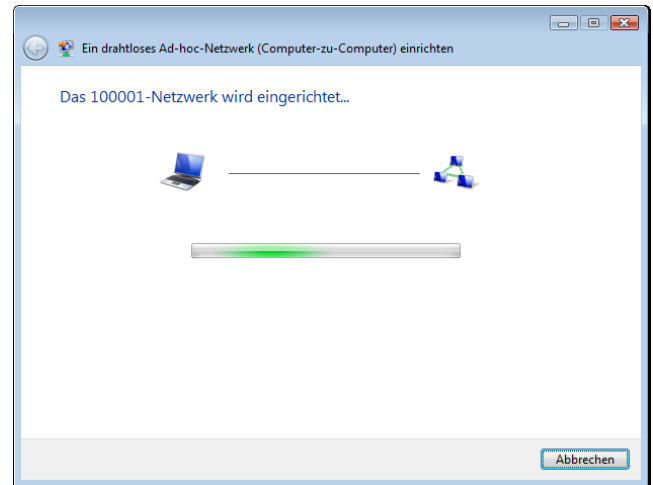 Ein drahtloses Ad-hoc-Netzwerk (Computer-zu-Computer) einrichten
Das 100001-Netzwerk wird eingerichtet...
Abbrechen